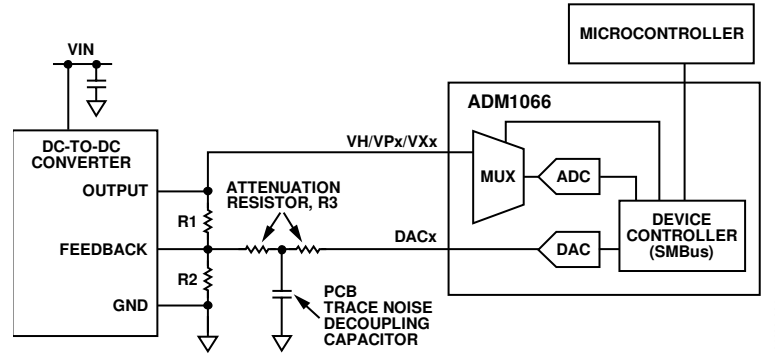 MICROCONTROLLER
VIN
ADM1066
DC-TO-DC
CONVERTER
VH/VPx/VXx
MUX
ADC
OUTPUT
ATTENUATION
RESISTOR, R3
R1
DEVICE
CONTROLLER
(SMBus)
FEEDBACK
DACx
DAC
R2
GND
PCB
TRACE NOISE
DECOUPLING
CAPACITOR